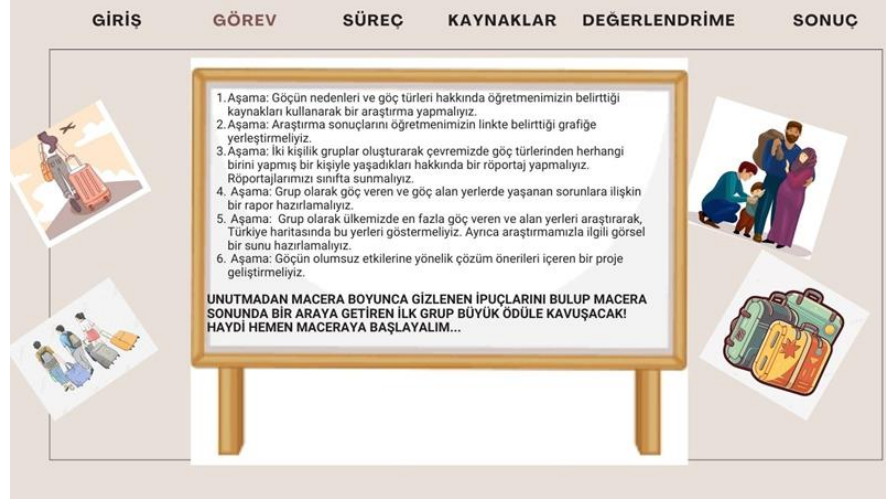 GİRİŞ GÖREV SÜREÇ KAYNAKLAR DEĞERLENDRİME SONUÇ
1. Aşama: Göçün nedenleri ve göç türleri hakkında öğretmenimizin belirttiği
kaynakları kullanarak bir araştırma yapmalıyız.
2. Aşama: Araştırma sonuçlarını öğretmenimizin linkte belirttiği grafiğe
yerleştirmeliyiz.
3. Aşama: İki kişilik gruplar oluşturarak çevremizde göç türlerinden herhangi
birini yapmış bir kişiyle yaşadıkları hakkında bir röportaj yapmalıyız.
Röportajlarımızı sınıfta sunmalıyız.
4. Aşama: Grup olarak göç veren ve göç alan yerlerde yaşanan sorunlara ilişkin
bir rapor hazırlamalıyız.
5. Aşama: Grup olarak ülkemizde en fazla göç veren ve alan yerleri araştırarak,
Türkiye haritasında bu yerleri göstermeliyiz. Ayrıca araştırmamızla ilgili görsel
bir sunu hazırlamalıyız.
6. Aşama: Göçün olumsuz etkilerine yönelik çözüm önerileri içeren bir proje
geliştirmeliyiz.
UNUTMADAN MACERA BOYUNCA GİZLENEN İPUÇLARINI BULUP MACERA
SONUNDA BİR ARAYA GETİREN İLK GRUP BÜYÜK ÖDÜLE KAVUŞACAK!
HAYDİ HEMEN MACERAYA BAŞLAYALIM...